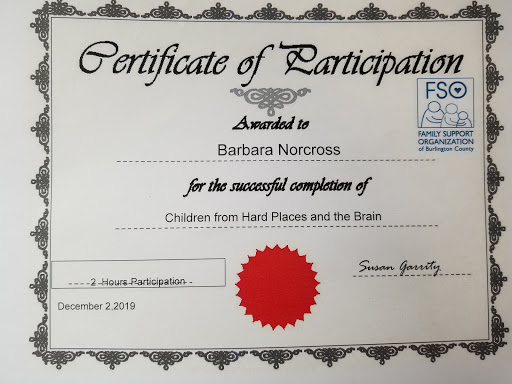 Certificate of Participation
FSO
FAMILY SUPPORT
ORGANIZATION
of Burlington County
Awarded to
Barbara Norcross
for the successful completion of
Children from Hard Places and the Brain
Susan Garrity
2 Hours Participation
December 2,2019